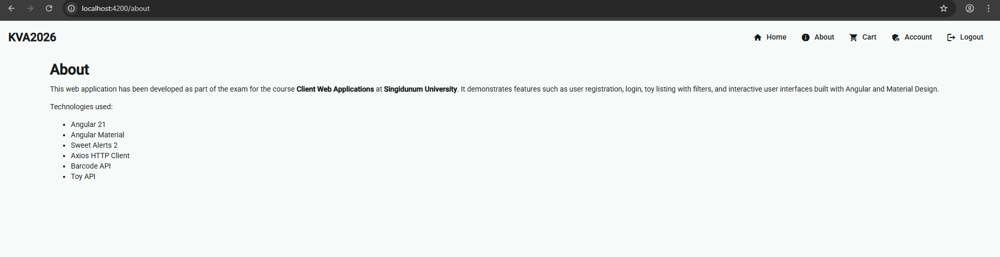 localhost:4200/about
KVA2026
Home
About
Cart
Account
Logout
About
This web application has been developed as part of the exam for the course Client Web Applications at Singidunum University. It demonstrates features such as user registration, login, toy listing with filters, and interactive user interfaces built with Angular and Material Design.
Technologies used:
• Angular 21
• Angular Material
• Sweet Alerts 2
• Axios HTTP Client
• Barcode API
• Toy API